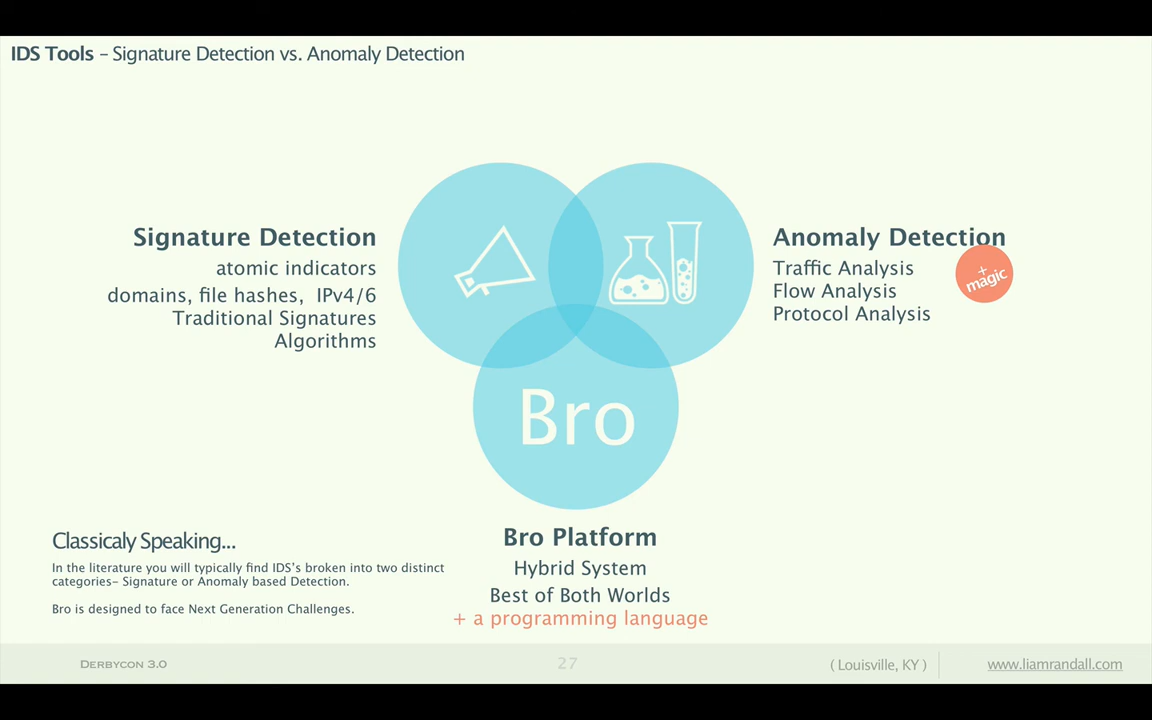 IDS Tools – Signature Detection vs. Anomaly Detection
Signature Detection
atomic indicators
domains, file hashes, IPv4/6
Traditional Signatures
Algorithms
Anomaly Detection
Traffic Analysis
Flow Analysis
Protocol Analysis
+
magic
Bro
Bro Platform
Hybrid System
Best of Both Worlds
+ a programming language
Classicaly Speaking...
In the literature you will typically find IDS's broken into two distinct
categories- Signature or Anomaly based Detection.
Bro is designed to face Next Generation Challenges.
Derbycon 3.0
27
( Louisville, KY )
www.liamrandall.com